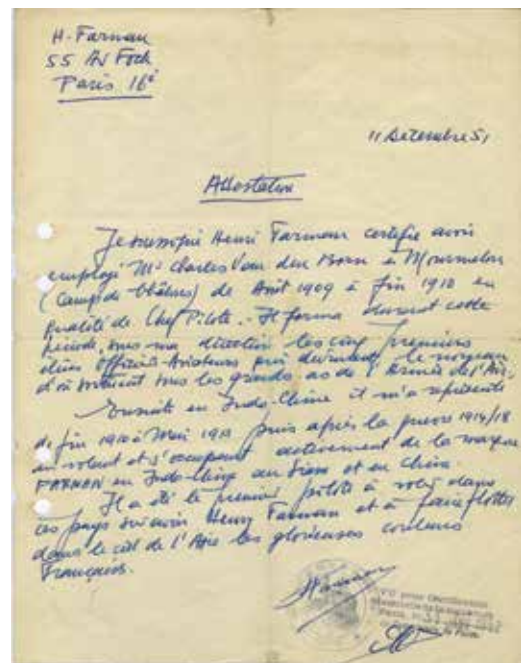 H. Farman
55 Av Foch
Paris 16e
11 Decembre 51
Attestation
Je soussigné Henri Farman certifie avoir
employé Mr Charles Van den Born à Mourmelon
(Camp de Châlons) de Août 1909 à fin 1910 en
qualité de Chef Pilote. - Il forma durant cette
période, sous ma direction les cinq premiers
élèves Officiers-Aviateurs qui devinrent le noyau
d'où sortirent tous les grands as de l'Armée de l'Air.
Ensuite en Indo-Chine il m'a représenté
de fin 1910 à Mai 1911 puis après la guerre 1914/18
en volant et s'occupant activement de la marque
FARMAN en Indo-Chine au Siam et en Chine.
Il a été le premier pilote à voler dans
ces pays sur avion Henry Farman et à faire flotter
dans le ciel de l'Asie les glorieuses couleurs
Françaises.
HFarman